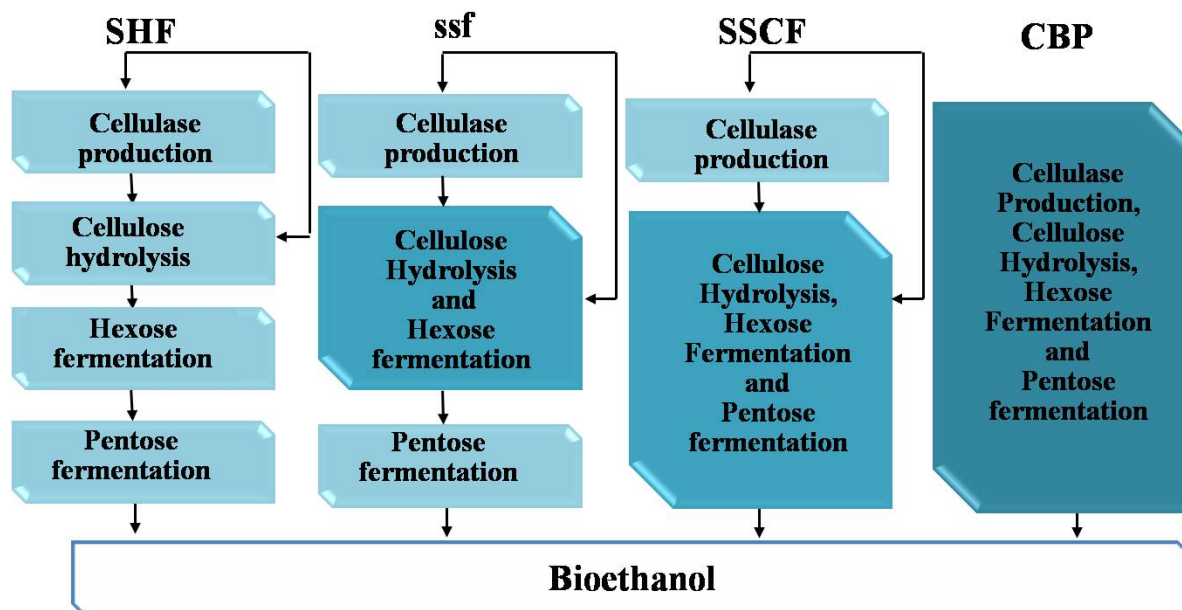 SHF
Cellulase
production
Cellulose
hydrolysis
Hexose
fermentation
Pentose
fermentation
ssf
Cellulase
production
Cellulose
Hydrolysis
and
Hexose
fermentation
Pentose
fermentation
SSCF
Cellulase
production
Cellulose
Hydrolysis,
Hexose
Fermentation
and
Pentose
fermentation
CBP
Cellulase
Production,
Cellulose
Hydrolysis,
Hexose
Fermentation
and
Pentose
fermentation
Bioethanol